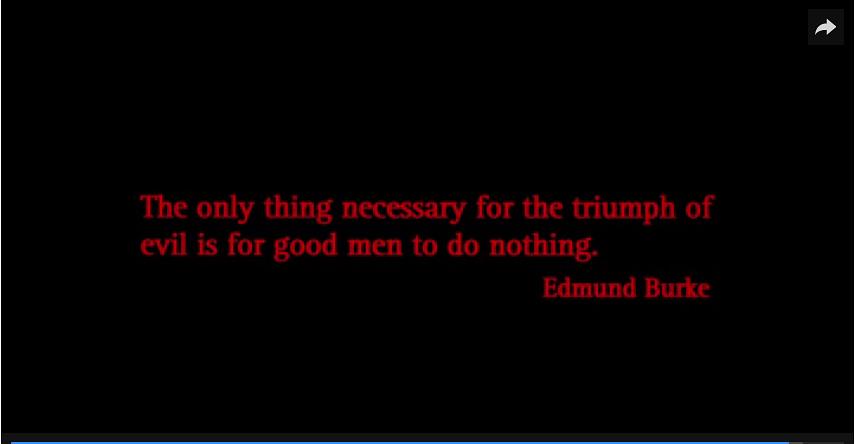 The only thing necessary for the triumph of
evil is for good men to do nothing.
Edmund Burke